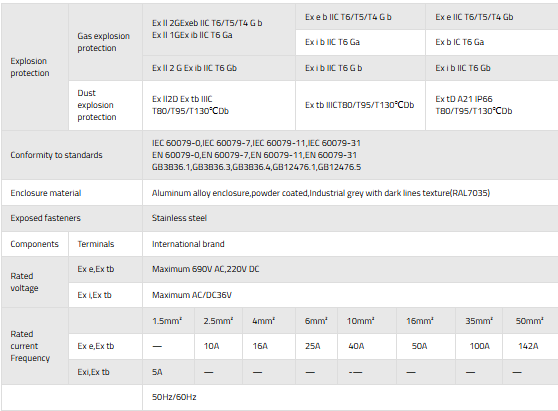 Explosion protection
Gas explosion protection
Ex II 2GExeb IIC T6/T5/T4 G b
Ex II 1GEx ib IIC T6 Ga
Ex e b IIC T6/T5/T4 G b
Ex e IIC T6/T5/T4 Gb
Ex i b IIC T6 Ga
Ex b IC T6 Ga
Ex II 2 G Ex ib IIC T6 Gb
Ex i b IIC T6 G b
Ex i b IIC T6 Gb
Dust explosion protection
Ex II2D Ex tb IIIC
T80/T95/T130℃Db
Ex tb IIICT80/T95/T130℃Db
Ex tD A21 IP66
T80/T95/T130℃Db
Conformity to standards
IEC 60079-0,IEC 60079-7,IEC 60079-11,IEC 60079-31
EN 60079-0,EN 60079-7,EN 60079-11,EN 60079-31
GB3836.1,GB3836.3,GB3836.4,GB12476.1,GB12476.5
Enclosure material
Aluminum alloy enclosure,powder coated,Industrial grey with dark lines texture(RAL7035)
Exposed fasteners
Stainless steel
Components
Terminals
International brand
Rated voltage
Ex e,Ex tb
Maximum 690V AC,220V DC
Ex i,Ex tb
Maximum AC/DC36V
Rated current Frequency
1.5mm² 2.5mm² 4mm² 6mm² 10mm² 16mm² 35mm² 50mm²
Ex e,Ex tb — 10A 16A 25A 40A 50A 100A 142A
Exi,Ex tb 5A — — — -— — — —
50Hz/60Hz